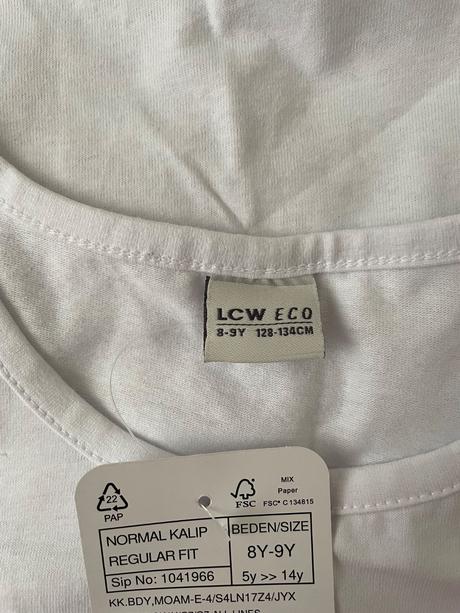 LCW ECO
8-9Y 128-134CM
22
PAP
FSC
MIX
Paper
FSC® C134815
NORMAL KALIP
REGULAR FIT
Sip No: 1041966
BEDEN/SIZE
8Y-9Y
5y >> 14y
KK.BDY,MOAM-E-4/S4LN17Z4/JYX